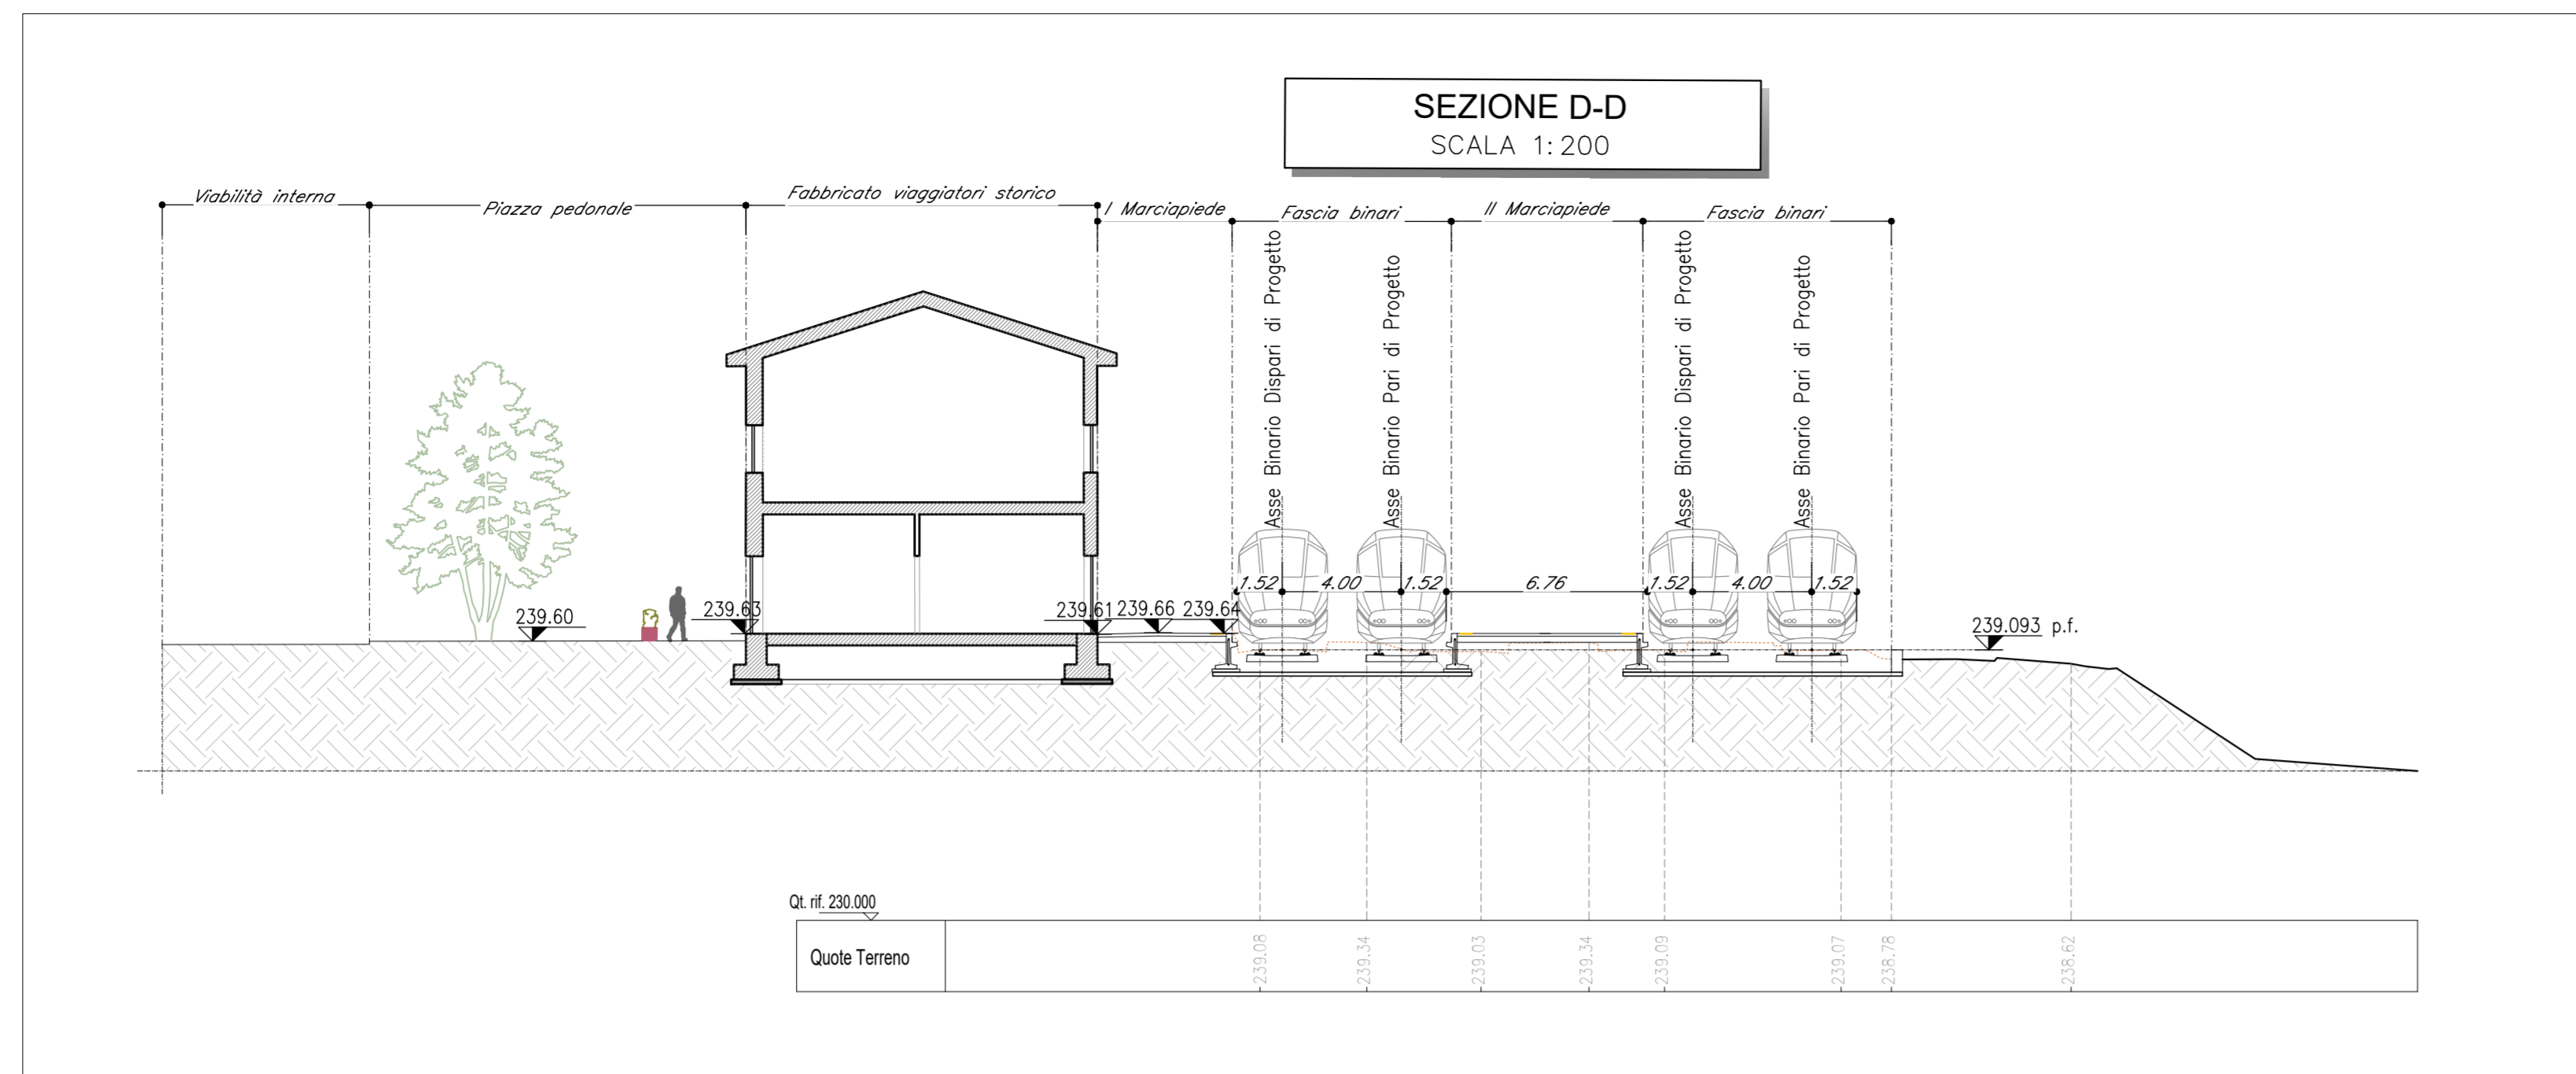 SEZIONE D-D
SCALA 1:200
Viabilità interna
Piazza pedonale
Fabbricato viaggiatori storico
I Marciapiede
Fascia binari
II Marciapiede
Fascia binari
Asse Binario Dispari di Progetto
Asse Binario Pari di Progetto
Asse Binario Dispari di Progetto
Asse Binario Pari di Progetto
1.52
4.00
1.52
6.76
1.52
4.00
1.52
239.60
239.63
239.61
239.66
239.64
239.093 p.f.
Qt. rif. 230.000
Quote Terreno
239.08
239.34
239.03
239.34
239.09
239.07
238.78
238.62